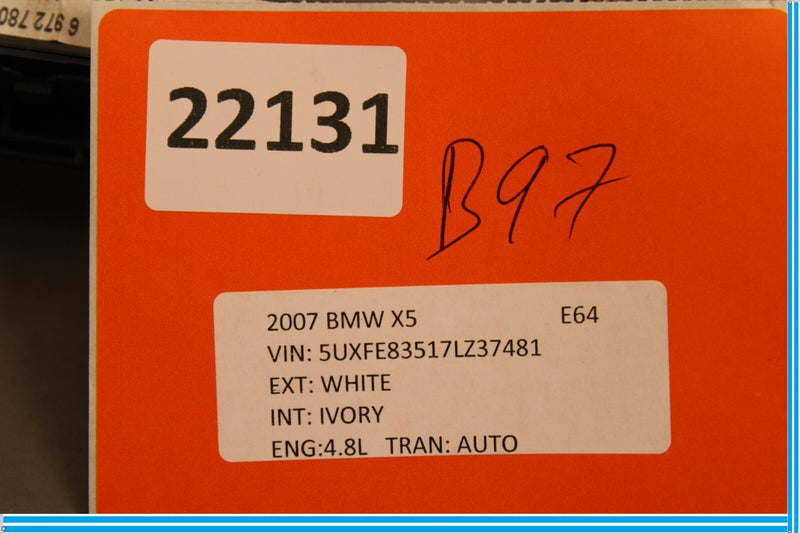 6 972 780
22131
B97
2007 BMW X5 E64
VIN: 5UXFE83517LZ37481
EXT: WHITE
INT: IVORY
ENG:4.8L TRAN: AUTO